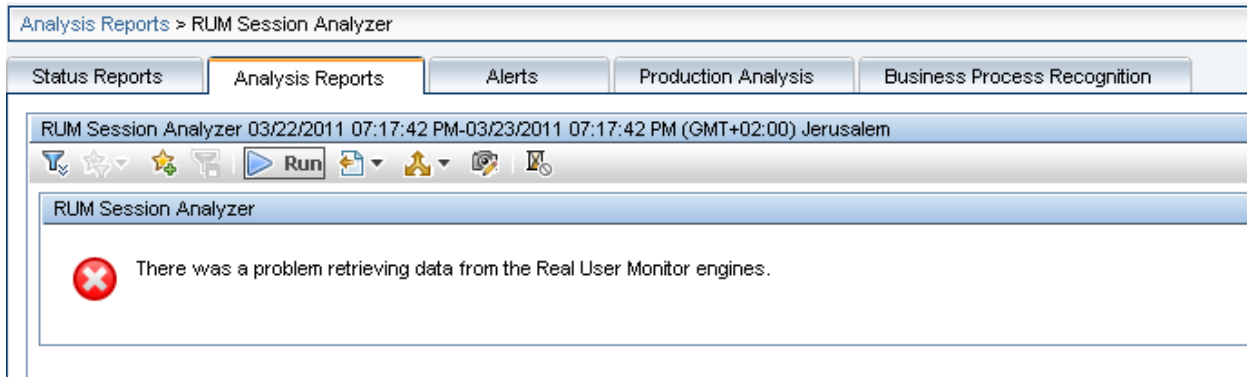 Analysis Reports > RUM Session Analyzer
Status Reports Analysis Reports Alerts Production Analysis Business Process Recognition
RUM Session Analyzer 03/22/2011 07:17:42 PM-03/23/2011 07:17:42 PM (GMT+02:00) Jerusalem
Run
RUM Session Analyzer
There was a problem retrieving data from the Real User Monitor engines.